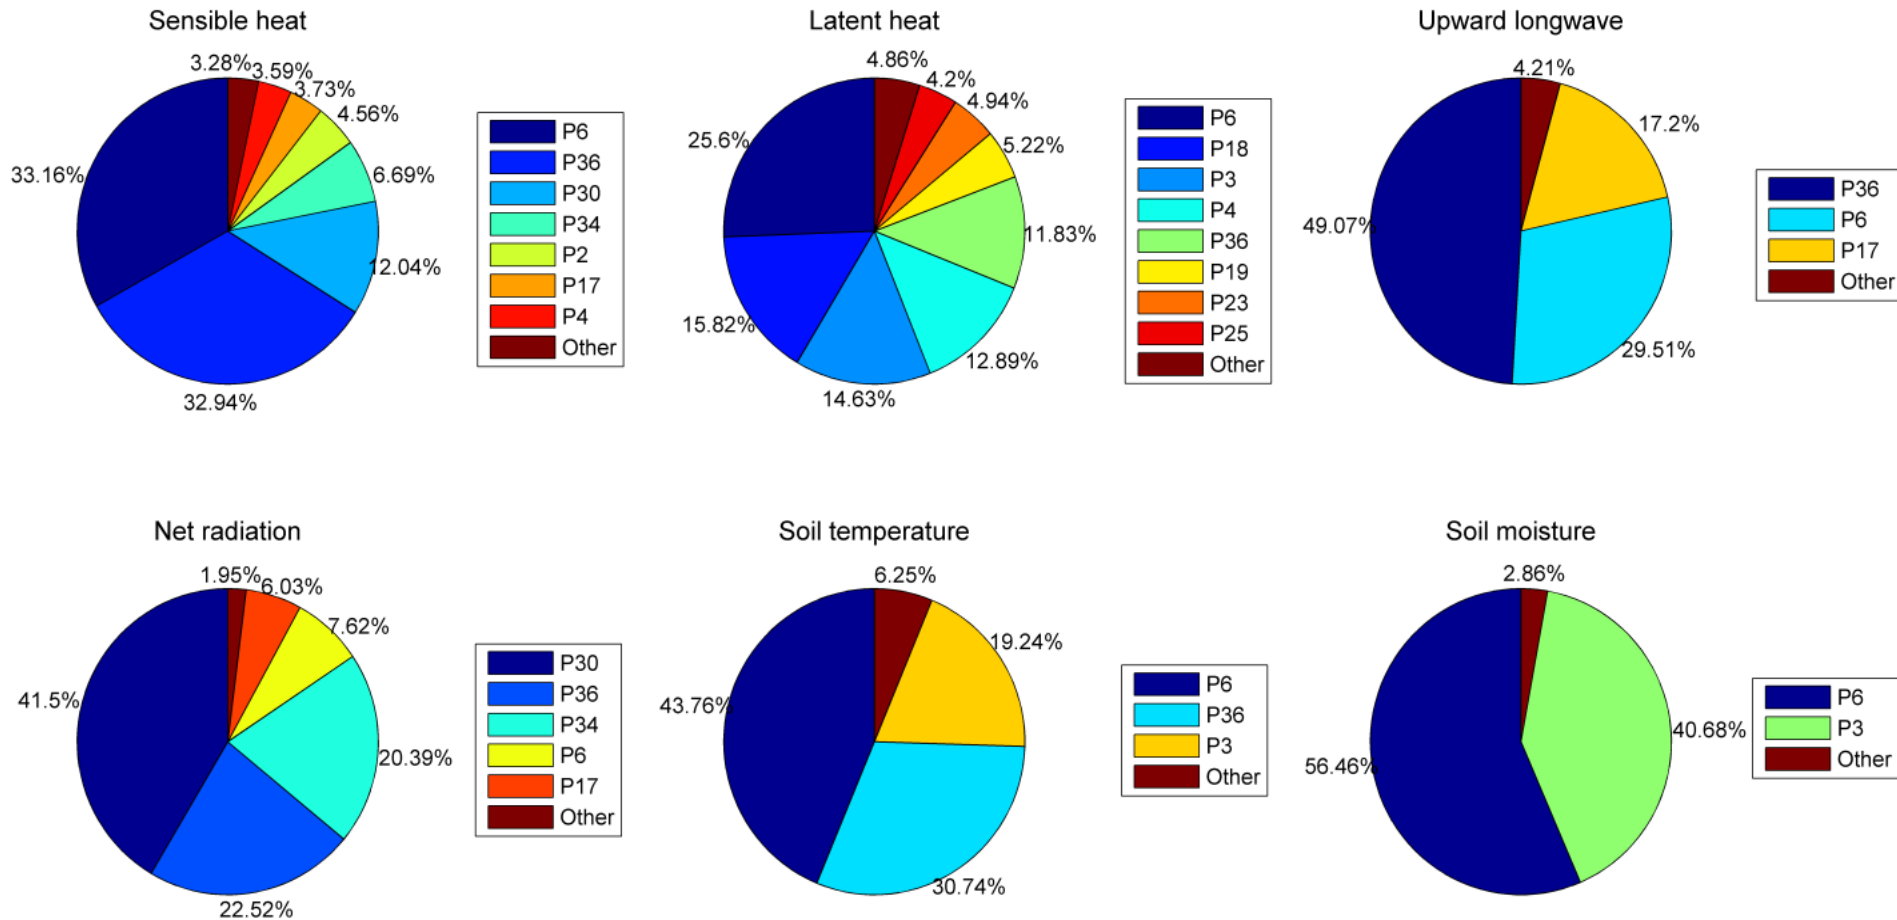 Sensible heat
3.28%
3.59%
3.73%
4.56%
6.69%
12.04%
32.94%
33.16%
P6
P36
P30
P34
P2
P17
P4
Other
Latent heat
4.86%
4.2%
4.94%
5.22%
11.83%
12.89%
14.63%
15.82%
25.6%
P6
P18
P3
P4
P36
P19
P23
P25
Other
Upward longwave
4.21%
17.2%
29.51%
49.07%
P36
P6
P17
Other
Net radiation
1.95%
6.03%
7.62%
20.39%
22.52%
41.5%
P30
P36
P34
P6
P17
Other
Soil temperature
6.25%
19.24%
30.74%
43.76%
P6
P36
P3
Other
Soil moisture
2.86%
40.68%
56.46%
P6
P3
Other